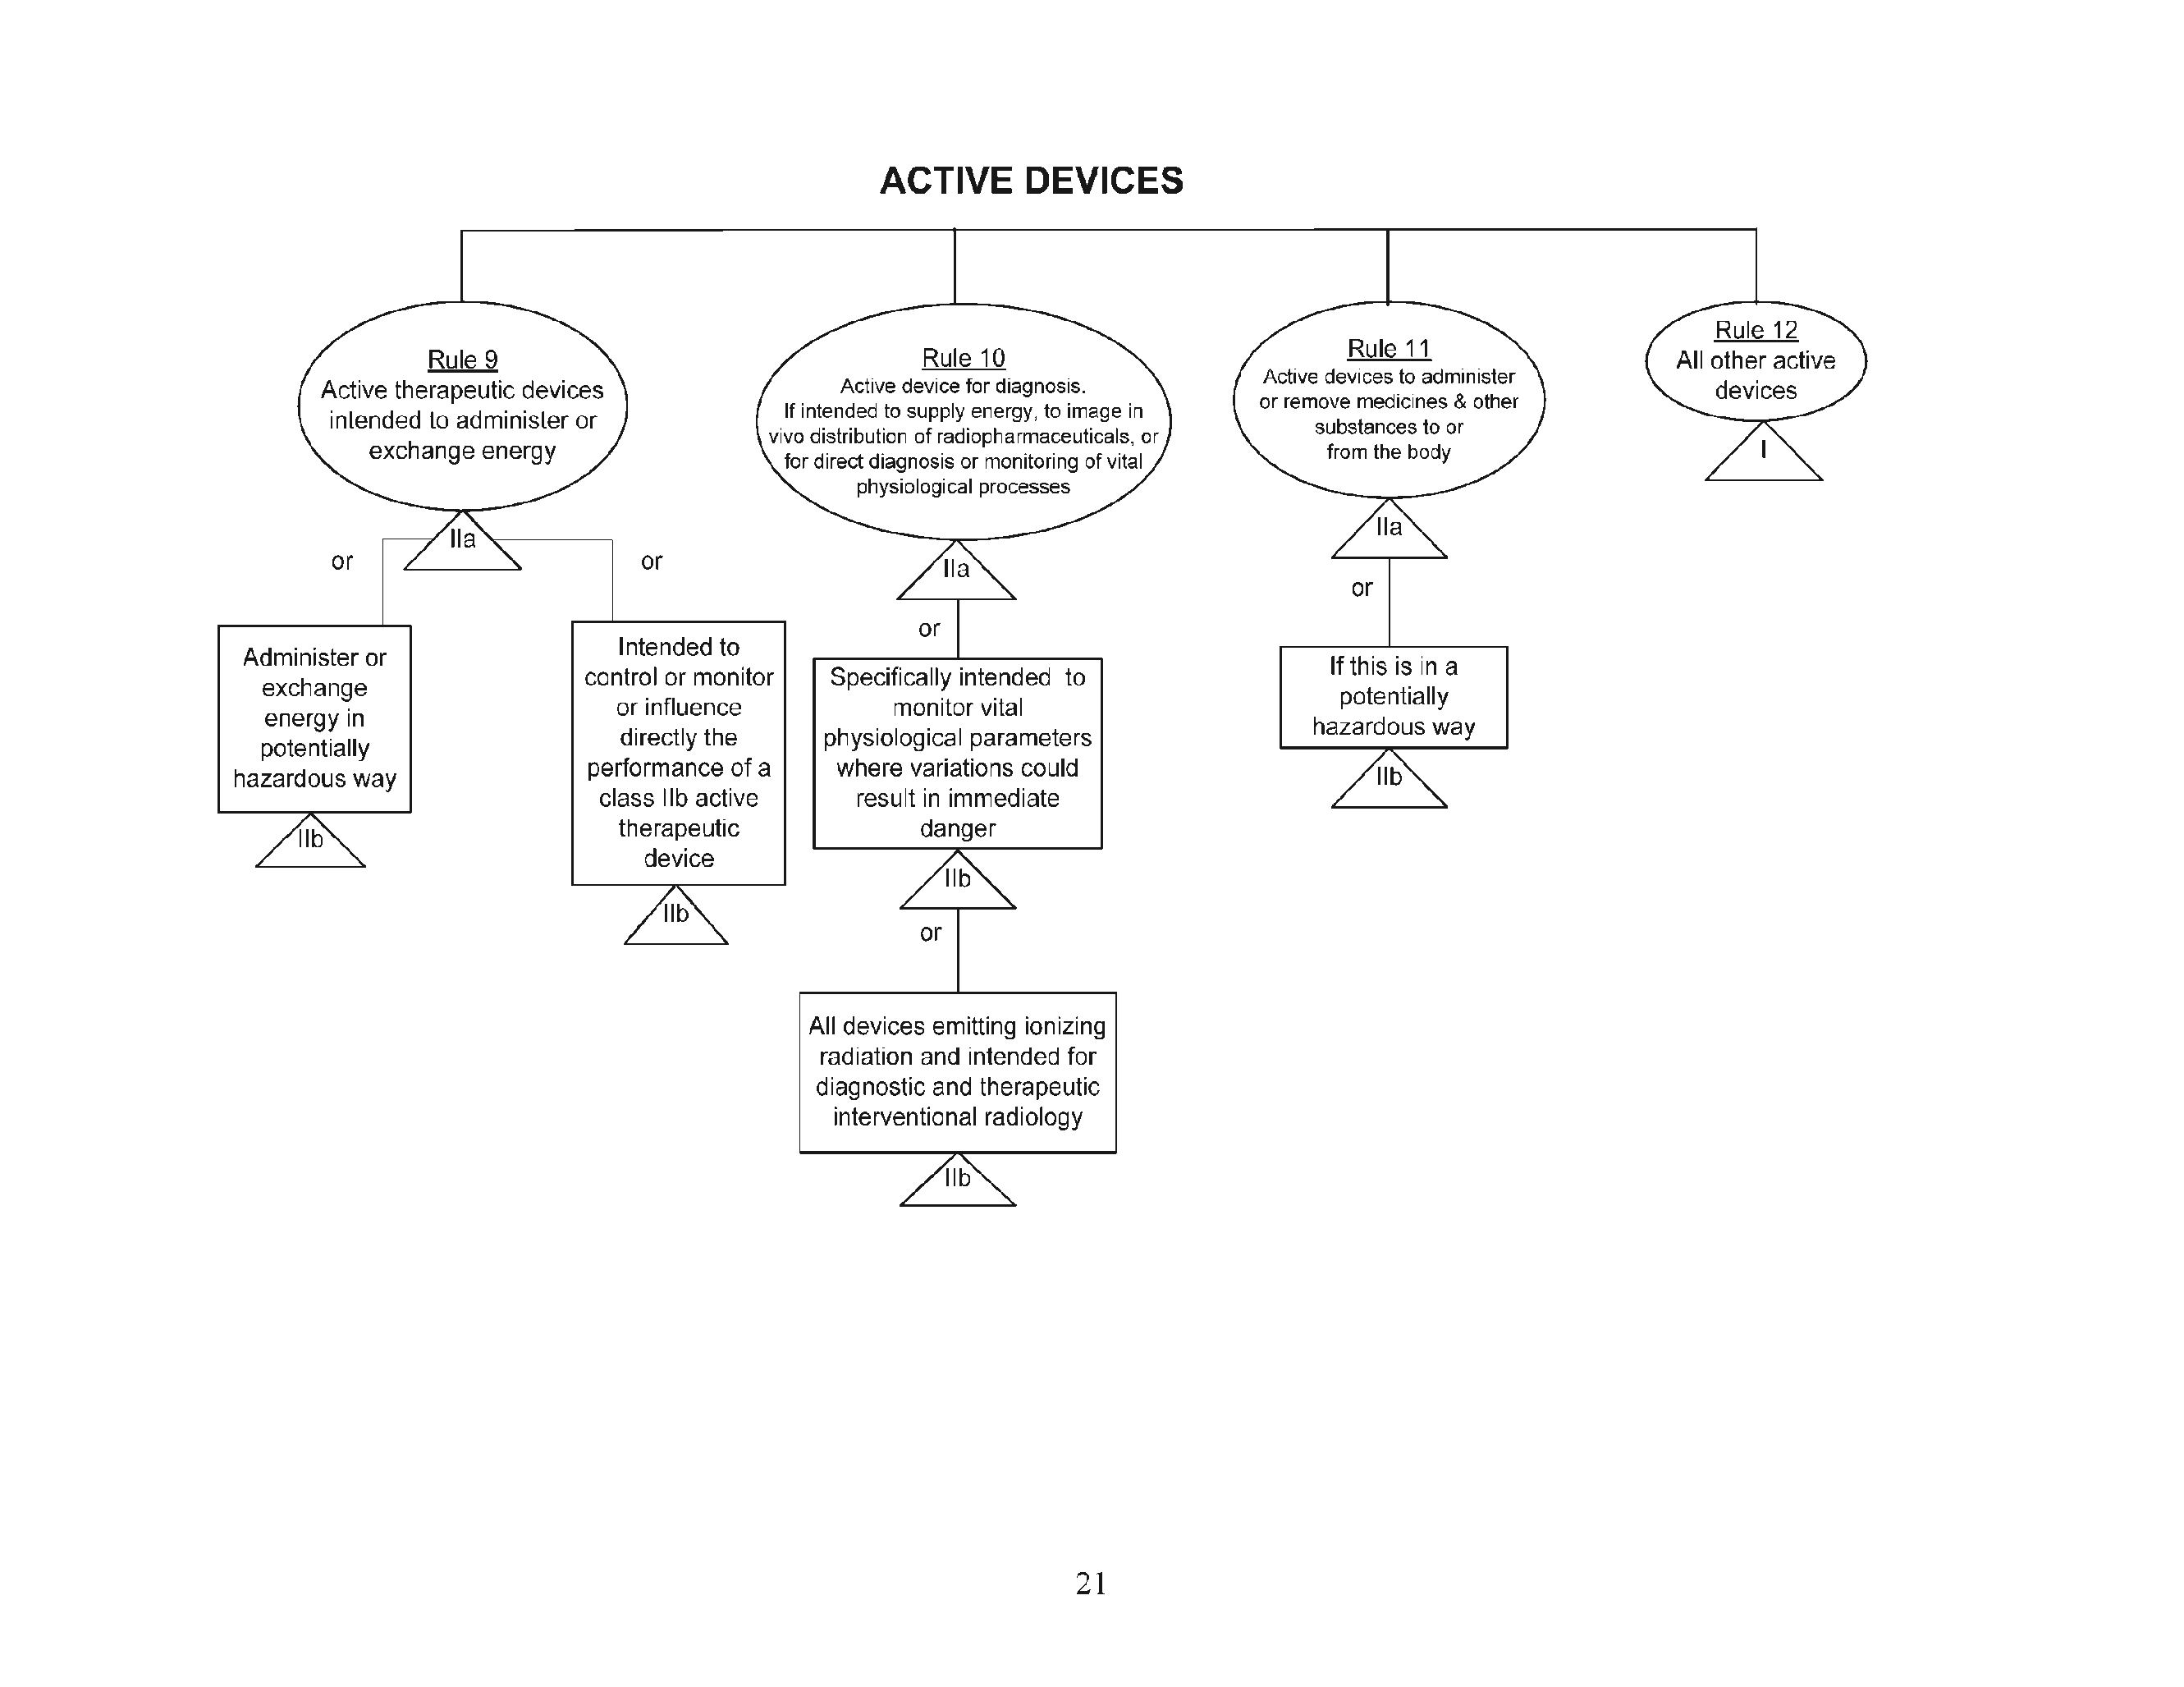 ACTIVE DEVICES
Rule 9
Active therapeutic devices
intended to administer or
exchange energy
IIa
or
or
Administer or
exchange
energy in
potentially
hazardous way
IIb
Intended to
control or monitor
or influence
directly the
performance of a
class IIb active
therapeutic
device
IIb
Rule 10
Active device for diagnosis.
If intended to supply energy, to image in
vivo distribution of radiopharmaceuticals, or
for direct diagnosis or monitoring of vital
physiological processes
IIa
or
Specifically intended to
monitor vital
physiological parameters
where variations could
result in immediate
danger
IIb
or
All devices emitting ionizing
radiation and intended for
diagnostic and therapeutic
interventional radiology
IIb
Rule 11
Active devices to administer
or remove medicines & other
substances to or
from the body
IIa
or
If this is in a
potentially
hazardous way
IIb
Rule 12
All other active
devices
I
21